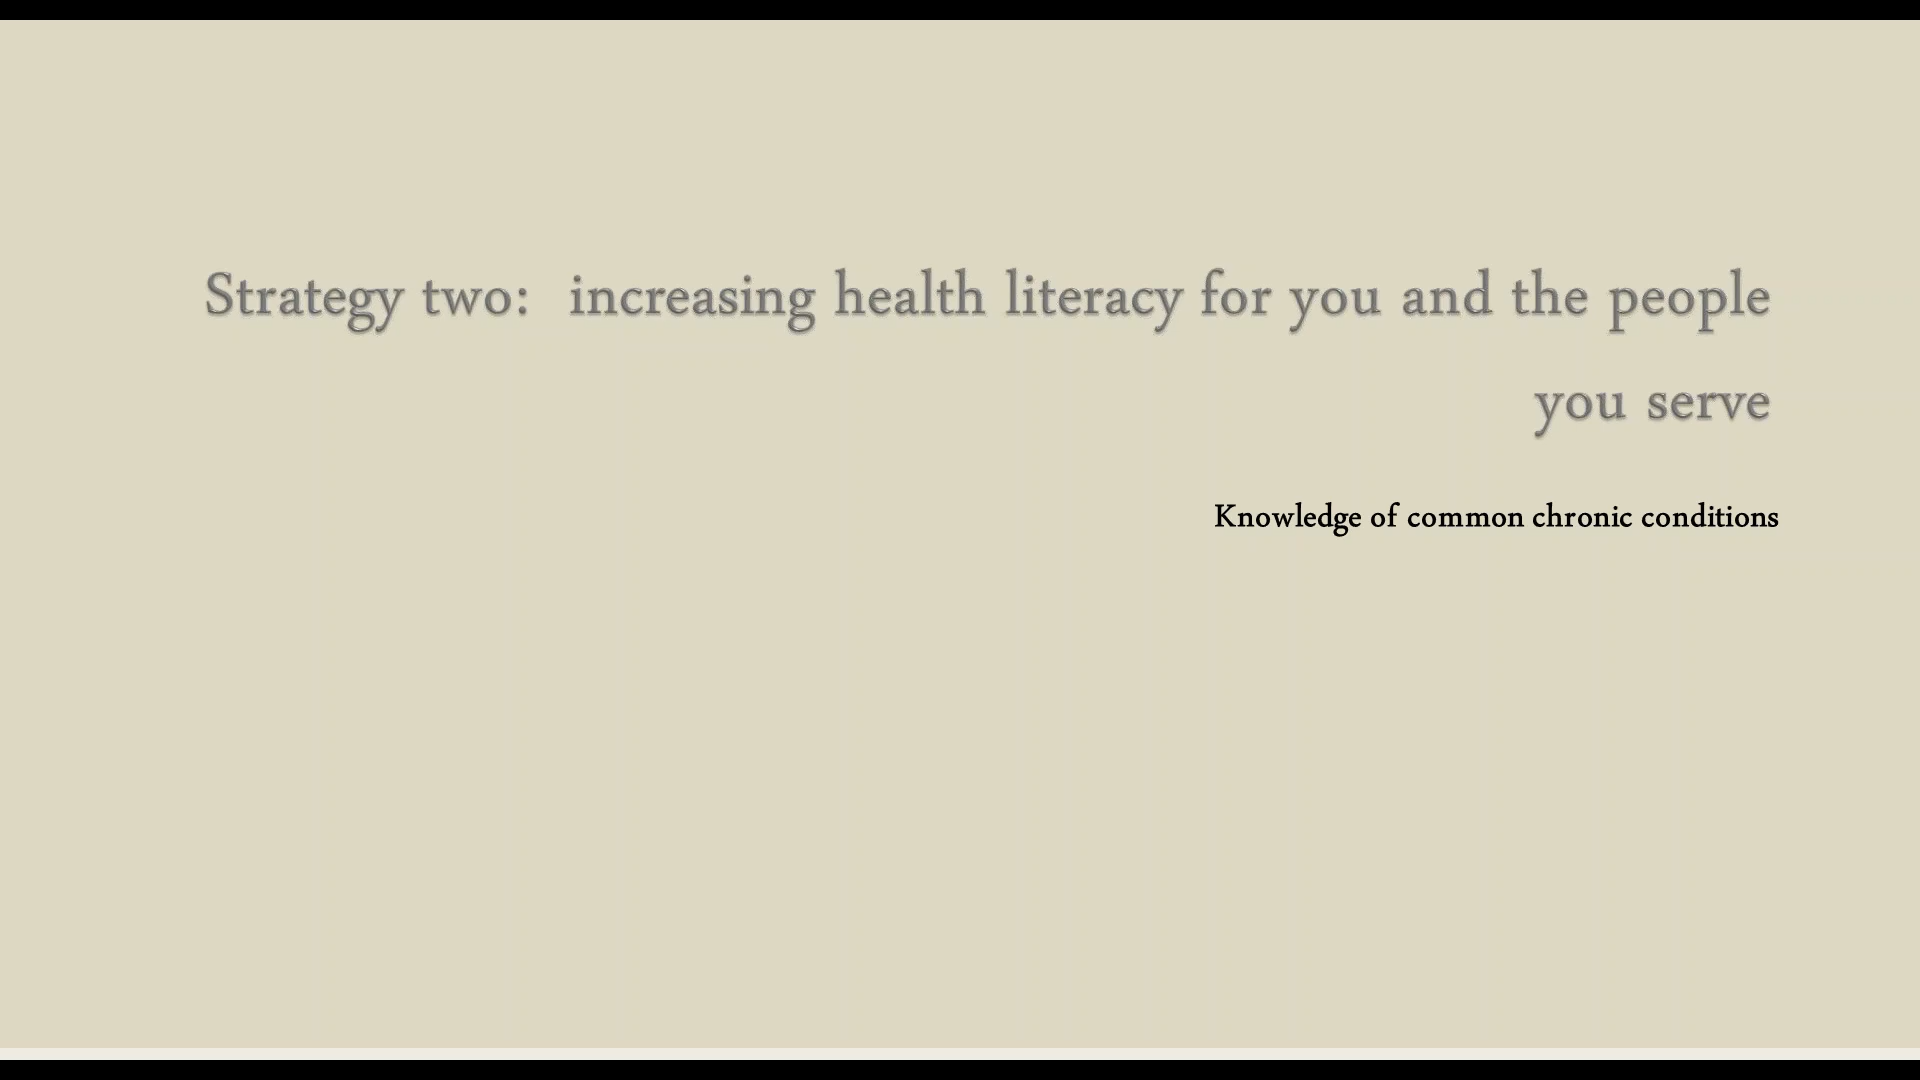 Strategy two:  increasing health literacy for you and the people
you serve
Knowledge of common chronic conditions